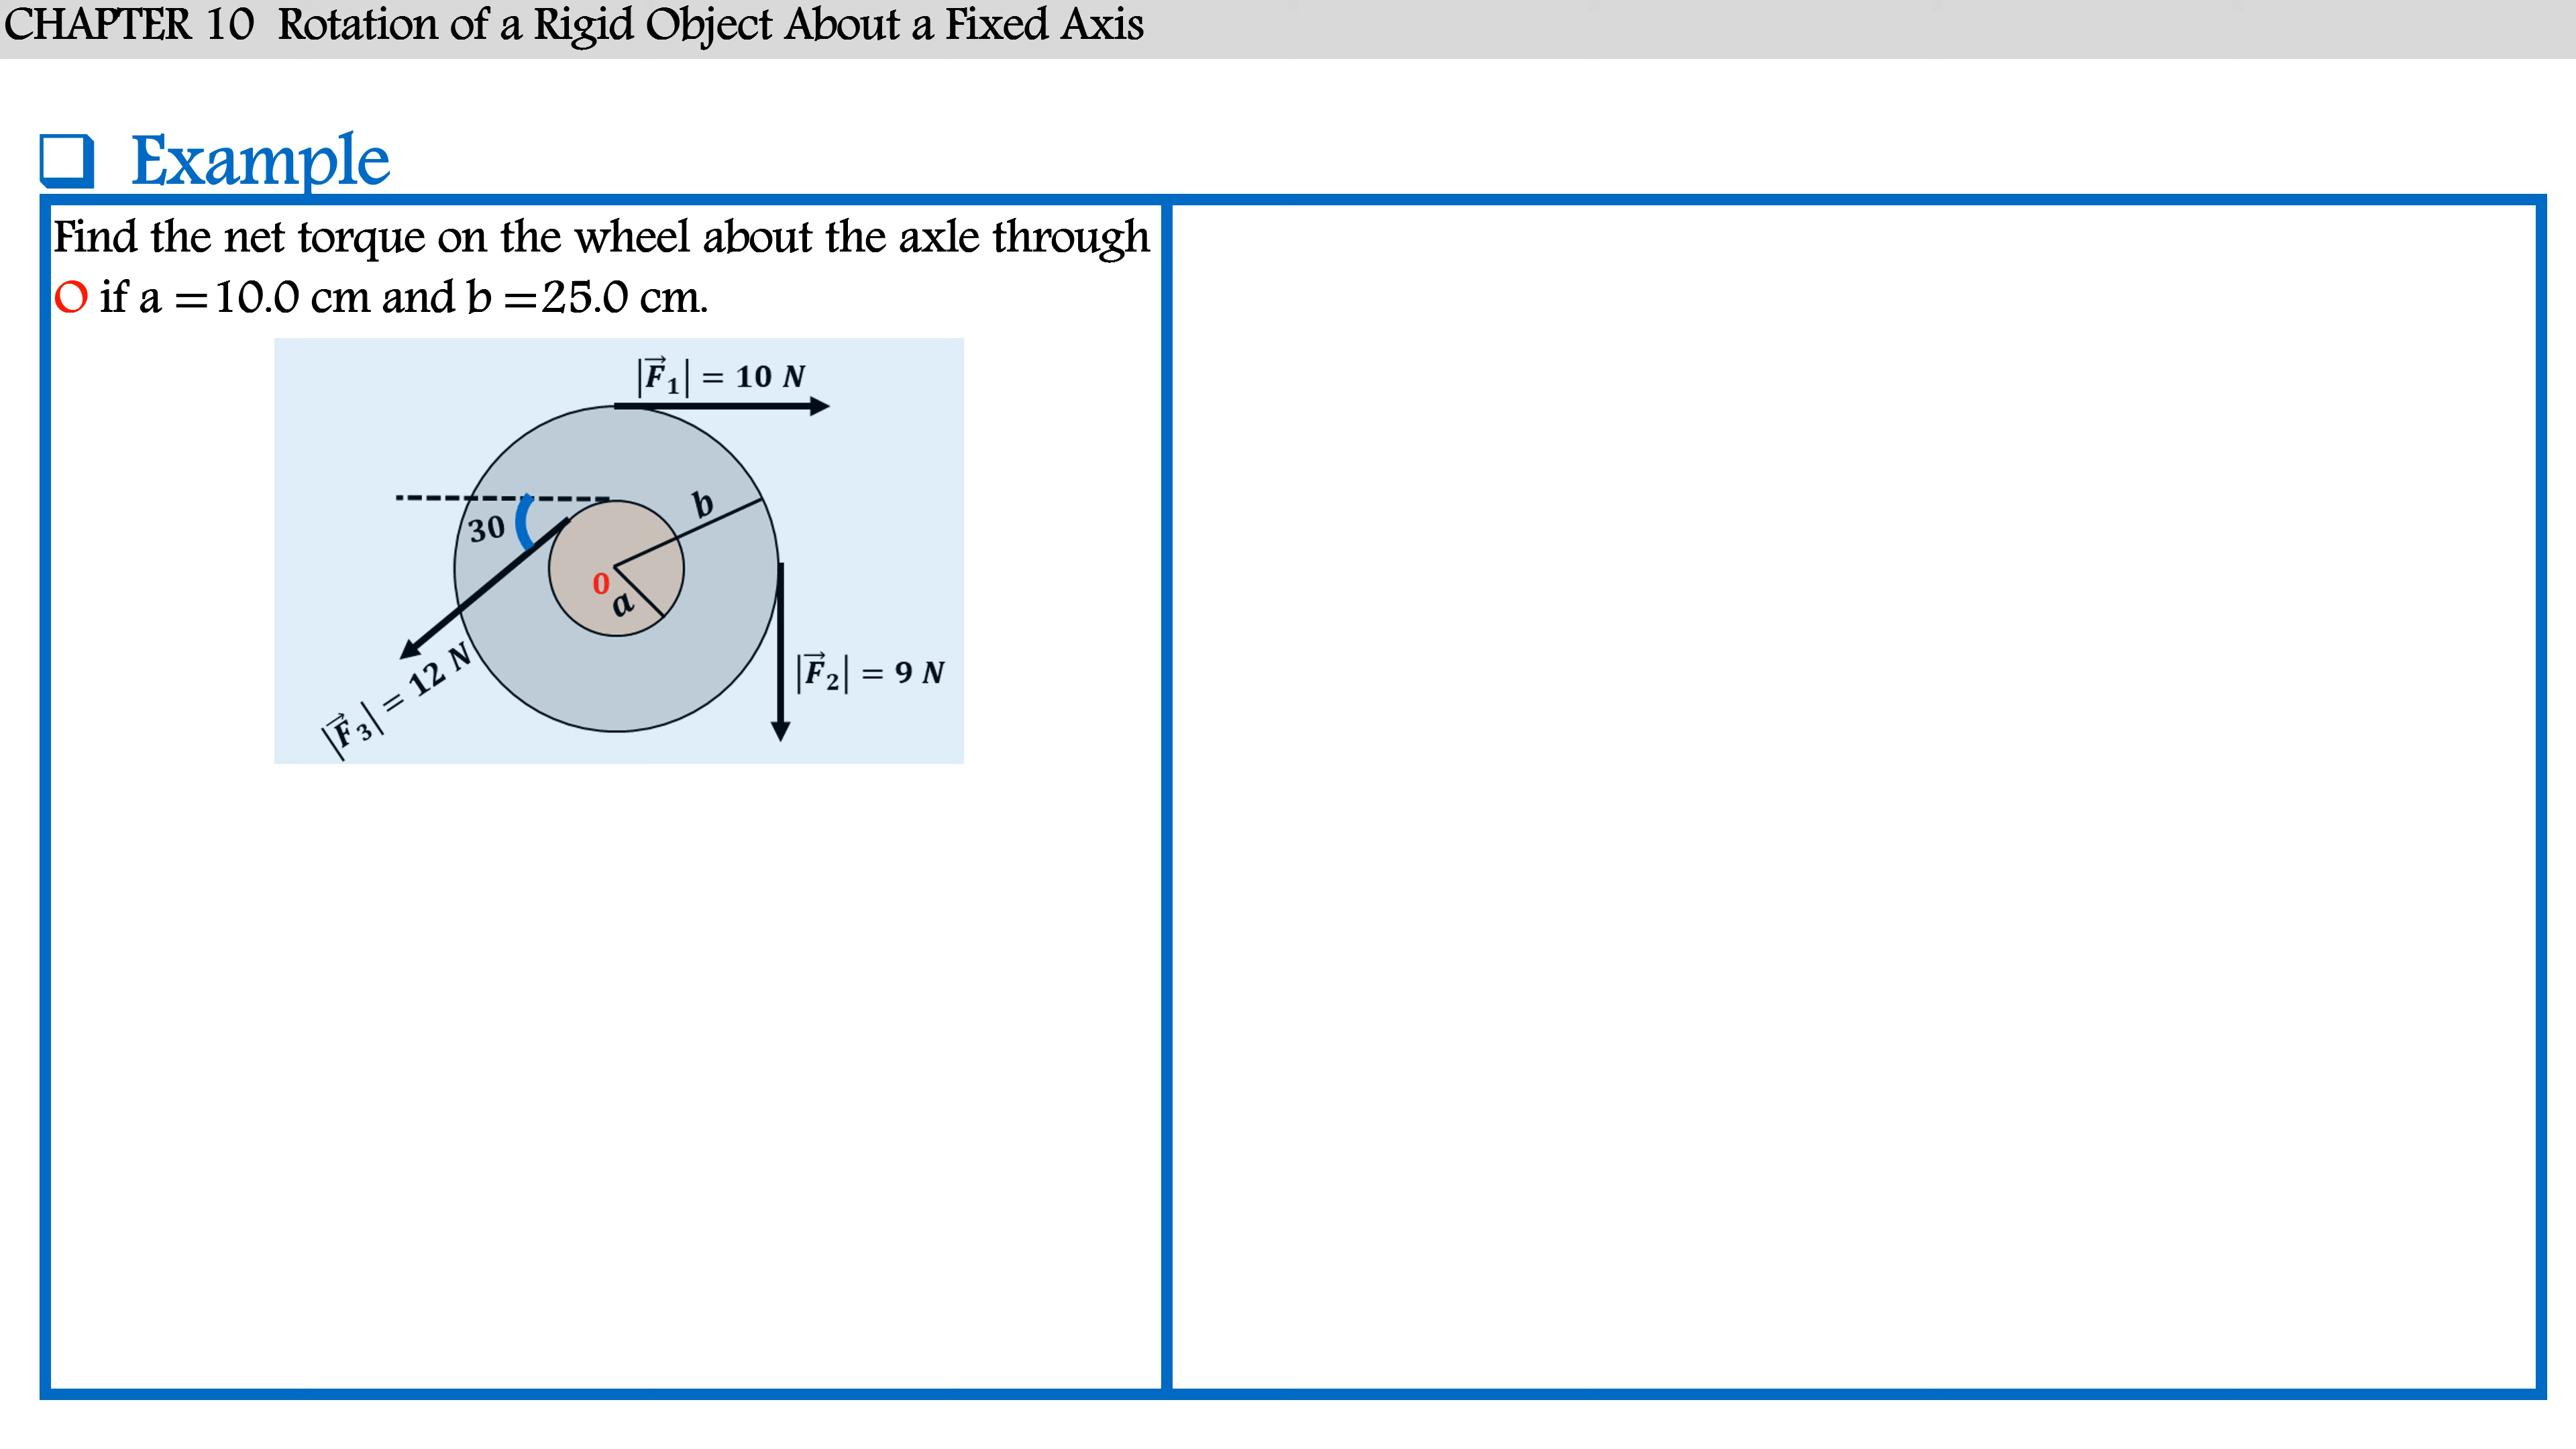 CHAPTER 10 Rotation of a Rigid Object About a Fixed Axis
❑ Example
Find the net torque on the wheel about the axle through
O if a =10.0 cm and b =25.0 cm.
|F⃗₁| = 10 N
b
30
O
a
|F⃗₂| = 9 N
|F⃗₃| = 12 N